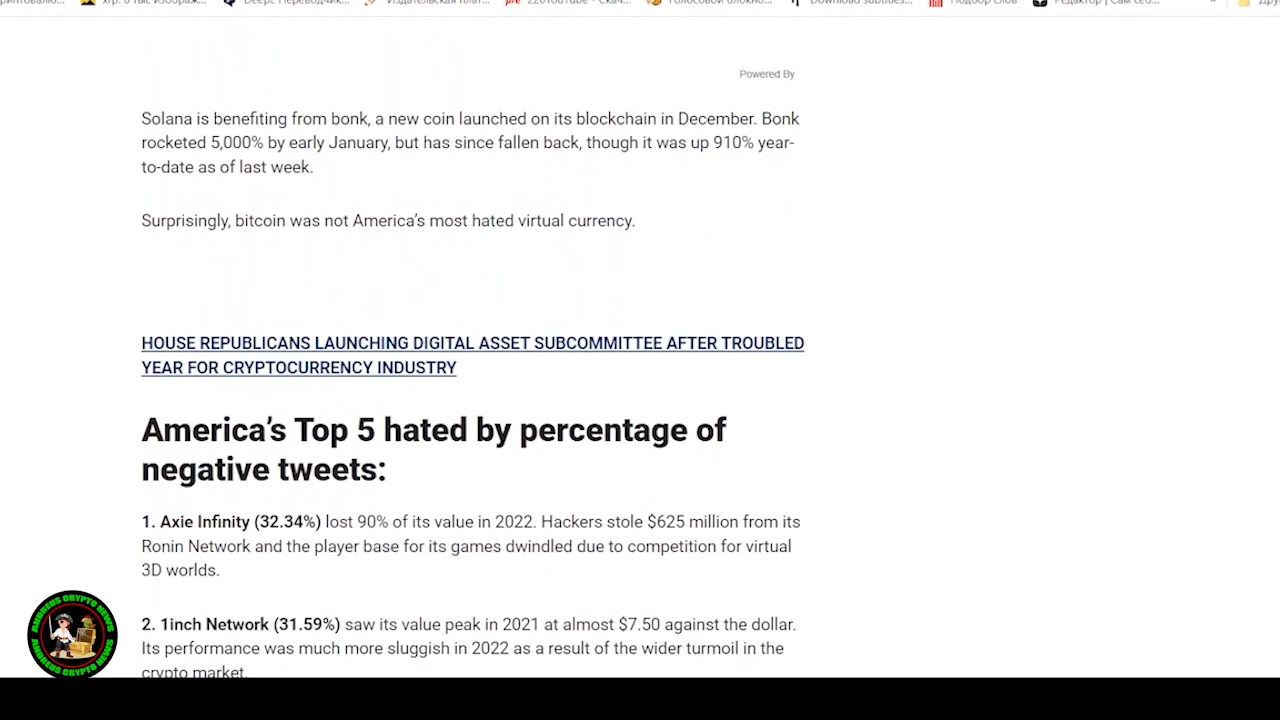 Powered By
Solana is benefiting from bonk, a new coin launched on its blockchain in December. Bonk
rocketed 5,000% by early January, but has since fallen back, though it was up 910% year-
to-date as of last week.
Surprisingly, bitcoin was not America’s most hated virtual currency.
HOUSE REPUBLICANS LAUNCHING DIGITAL ASSET SUBCOMMITTEE AFTER TROUBLED
YEAR FOR CRYPTOCURRENCY INDUSTRY
America’s Top 5 hated by percentage of
negative tweets:
1. Axie Infinity (32.34%) lost 90% of its value in 2022. Hackers stole $625 million from its
Ronin Network and the player base for its games dwindled due to competition for virtual
3D worlds.
2. 1inch Network (31.59%) saw its value peak in 2021 at almost $7.50 against the dollar.
Its performance was much more sluggish in 2022 as a result of the wider turmoil in the
crypto market.
ANDREUS CRYPTO NEWS
ANDREUS CRYPTO NEWS